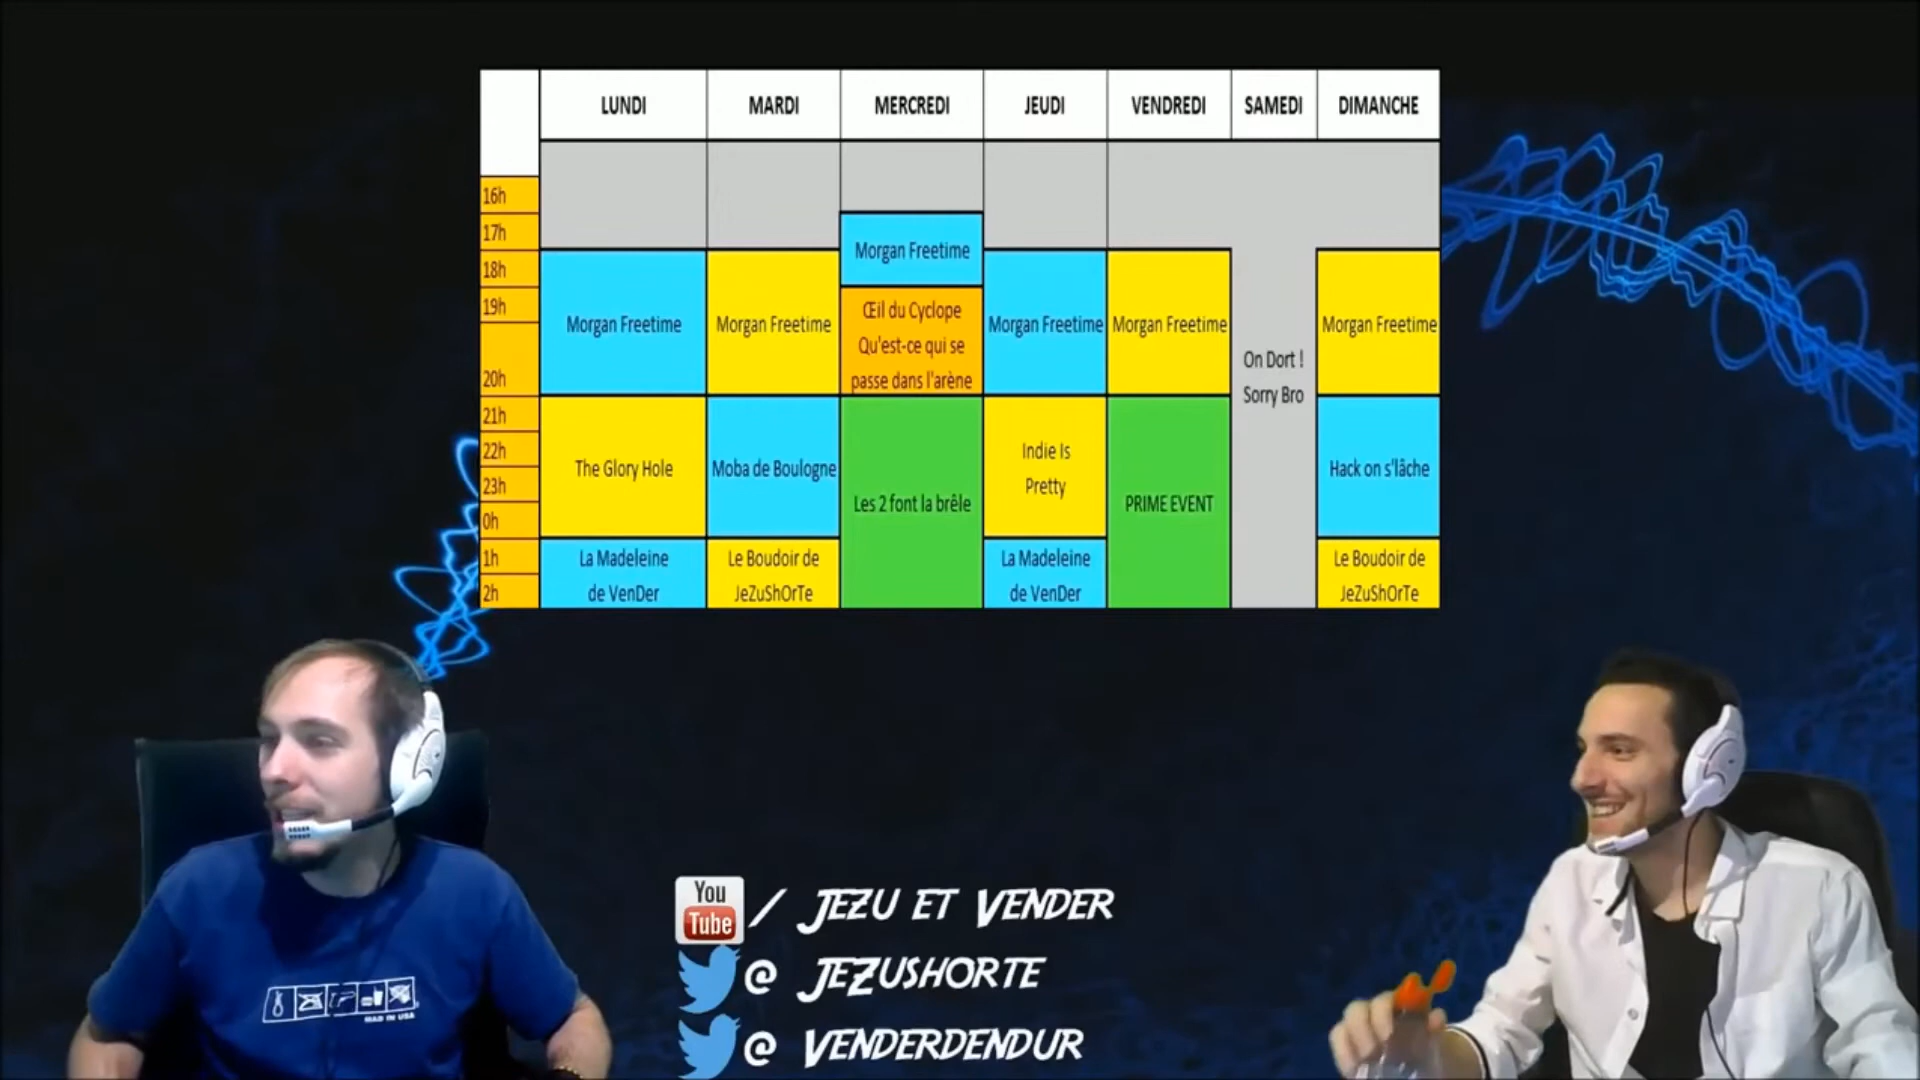 LUNDI MARDI MERCREDI JEUDI VENDREDI SAMEDI DIMANCHE
16h
17h
18h
19h
20h
21h
22h
23h
0h
1h
2h
Morgan Freetime
The Glory Hole
La Madeleine
de VenDer
Morgan Freetime
Moba de Boulogne
Le Boudoir de
JeZuShOrTe
Morgan Freetime
Œil du Cyclope
Qu'est-ce qui se
passe dans l'arène
Les 2 font la brêle
Morgan Freetime
Indie Is
Pretty
La Madeleine
de VenDer
Morgan Freetime
PRIME EVENT
On Dort !
Sorry Bro
Morgan Freetime
Hack on s'lâche
Le Boudoir de
JeZuShOrTe
You
Tube / JEZU ET VENDER
@ JEZUSHORTE
@ VENDERDENDUR
MAD IN USA